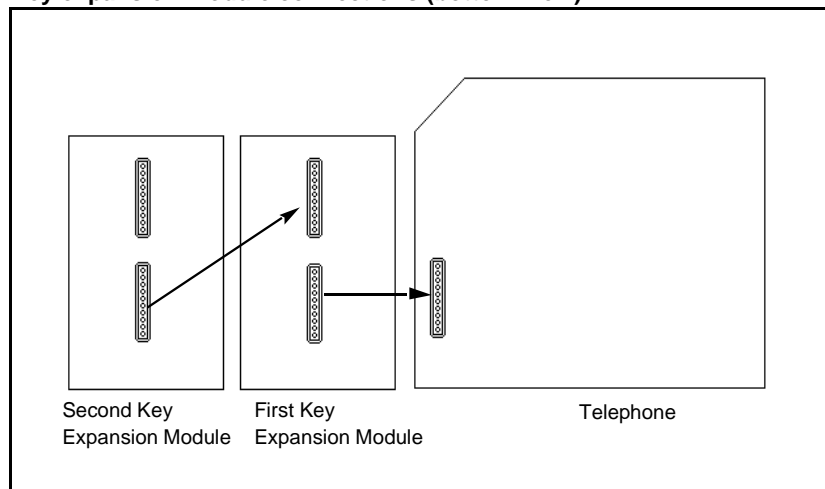 Second Key
Expansion Module
First Key
Expansion Module
Telephone